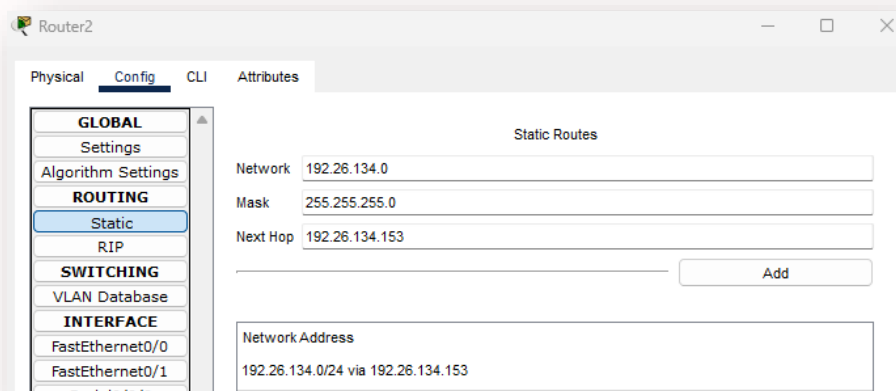 Router2
Physical Config CLI Attributes
GLOBAL
Settings
Algorithm Settings
ROUTING
Static
RIP
SWITCHING
VLAN Database
INTERFACE
FastEthernet0/0
FastEthernet0/1
Static Routes
Network 192.26.134.0
Mask 255.255.255.0
Next Hop 192.26.134.153
Add
Network Address
192.26.134.0/24 via 192.26.134.153